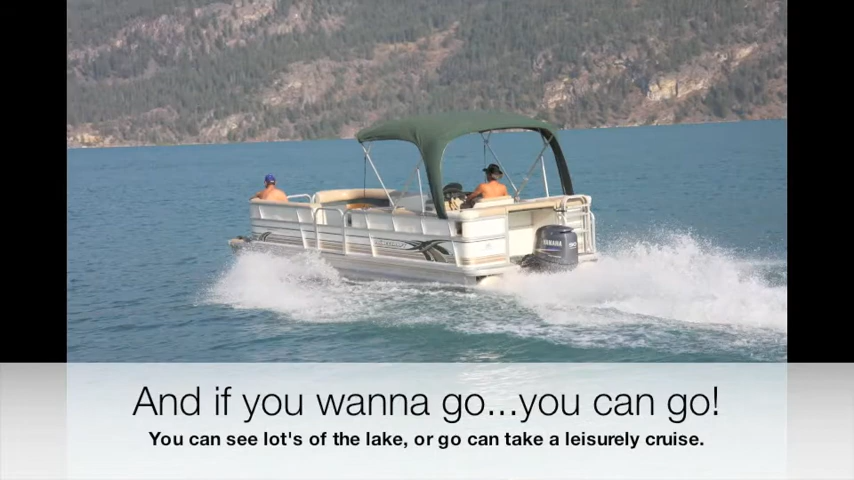 YAMAHA
And if you wanna go...you can go!
You can see lot's of the lake, or go can take a leisurely cruise.